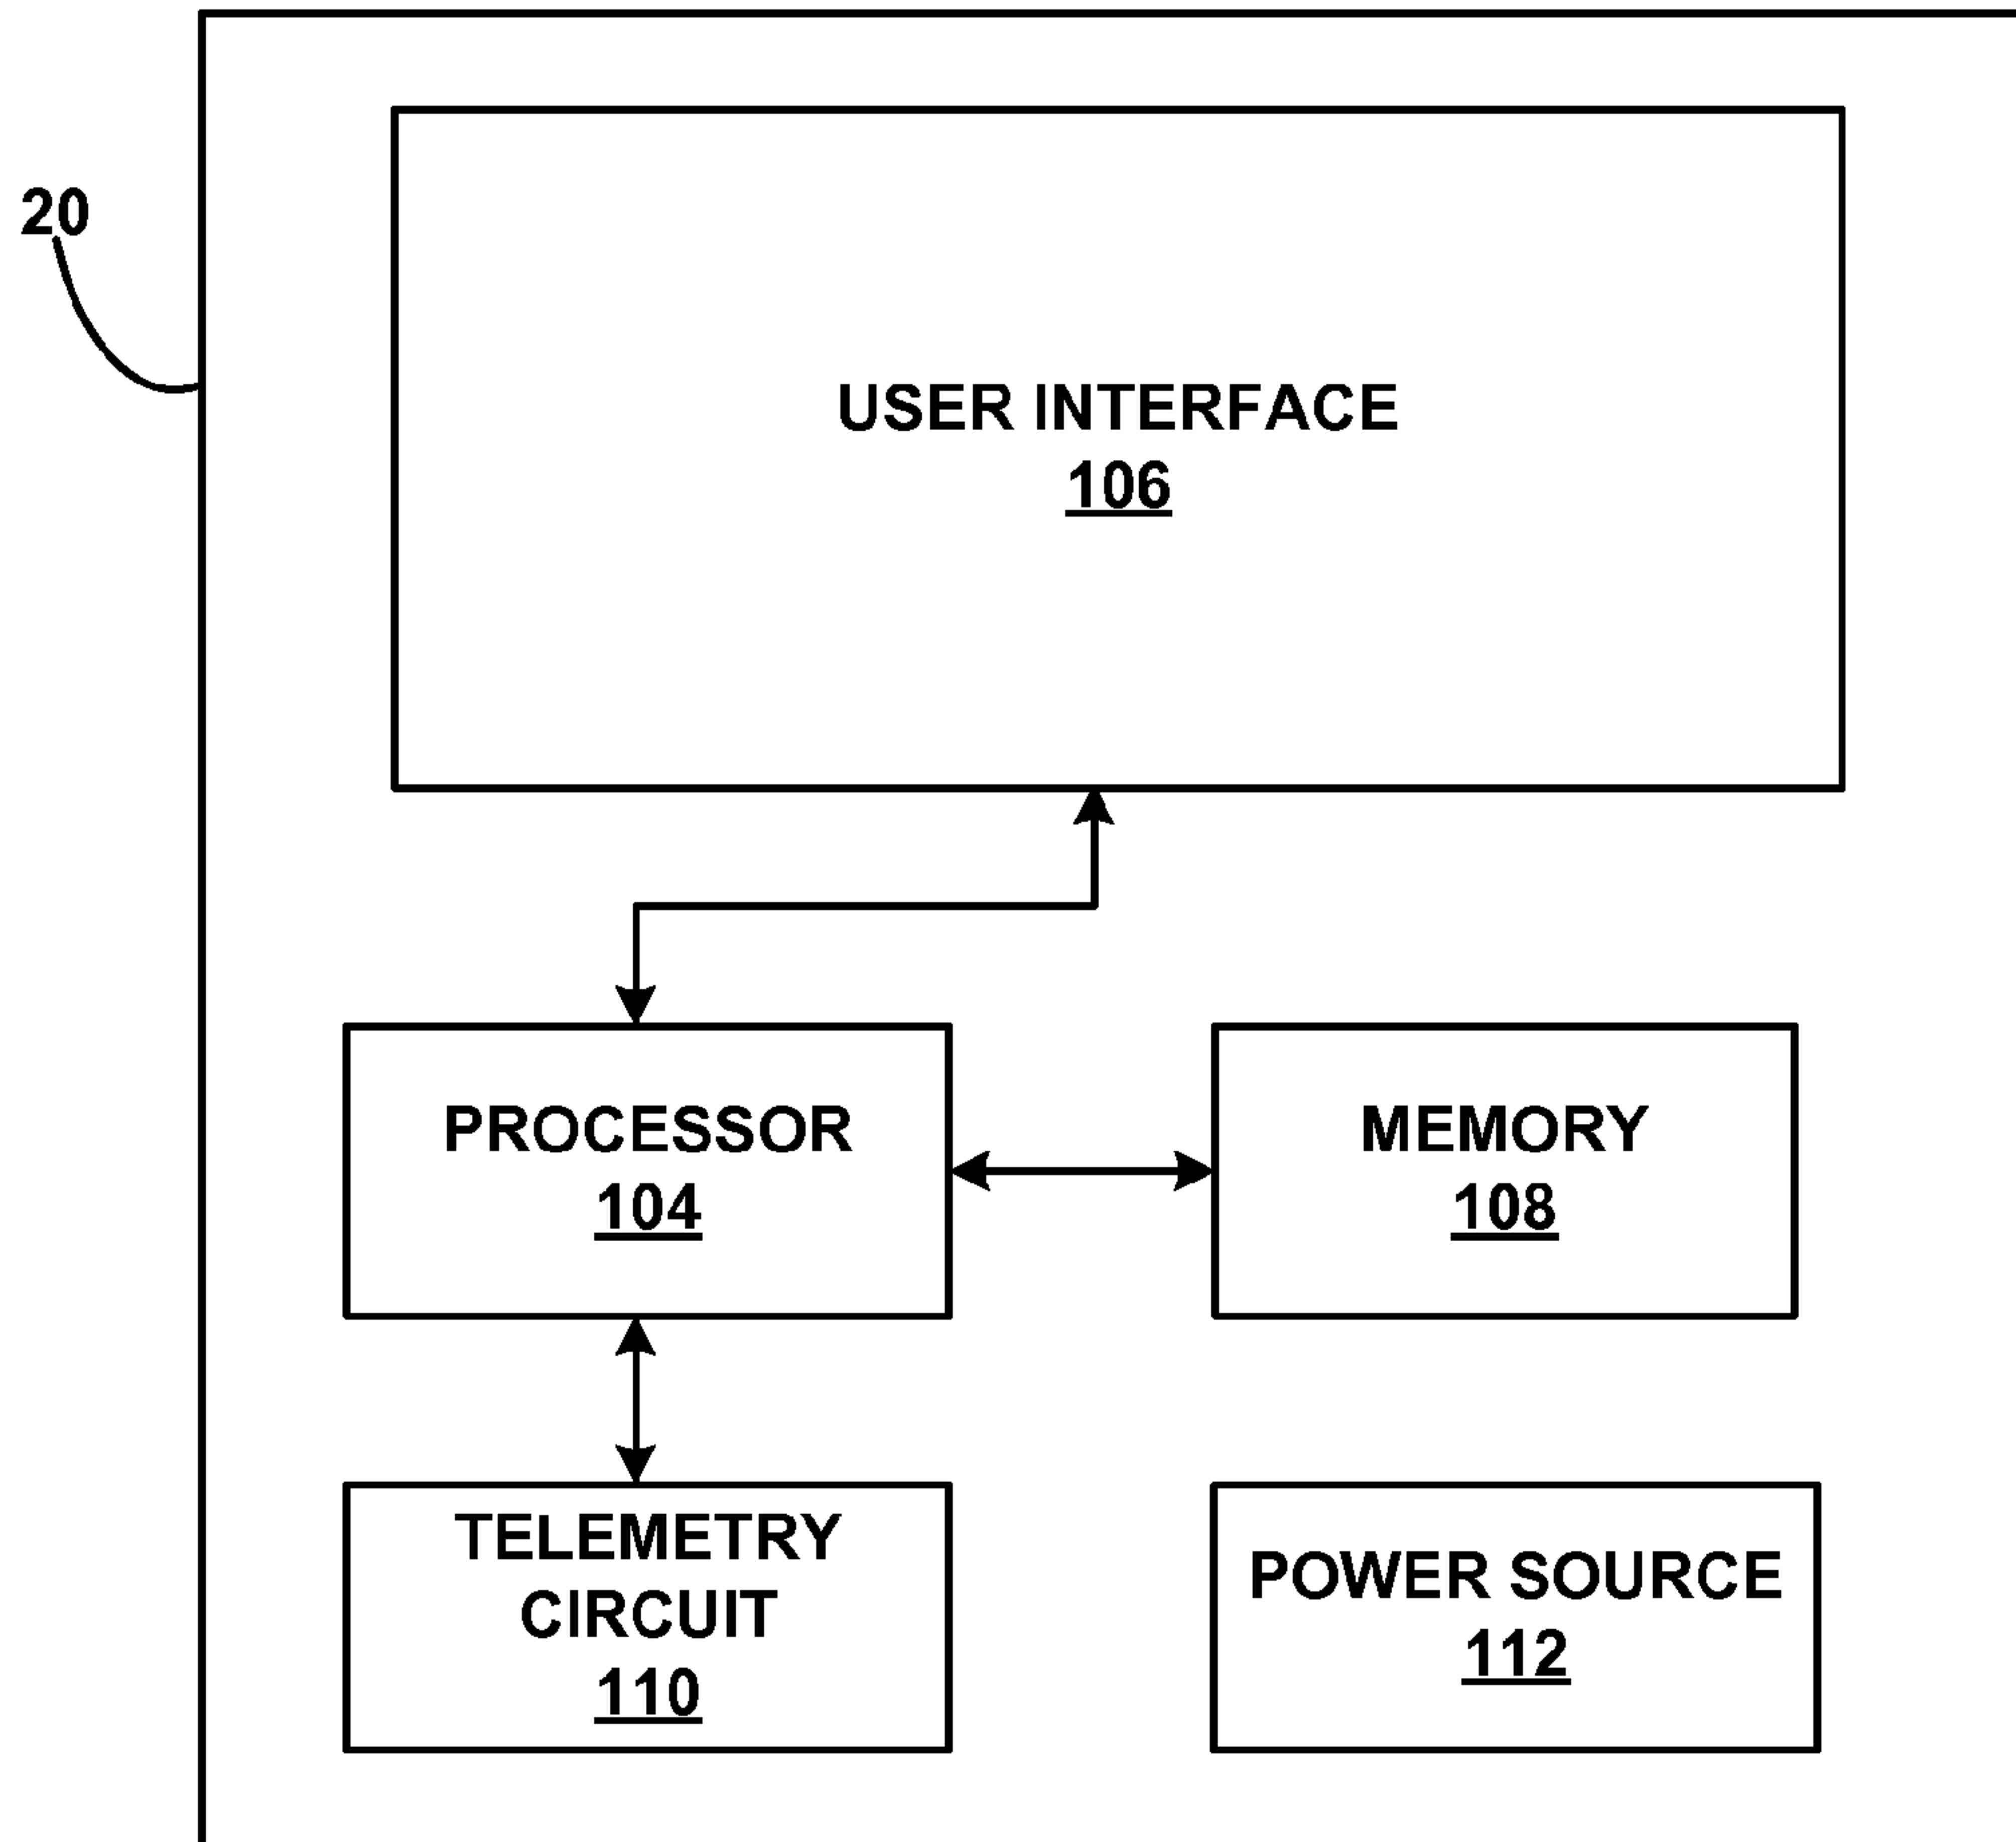 20
USER INTERFACE
106
PROCESSOR
104
MEMORY
108
TELEMETRY
CIRCUIT
110
POWER SOURCE
112